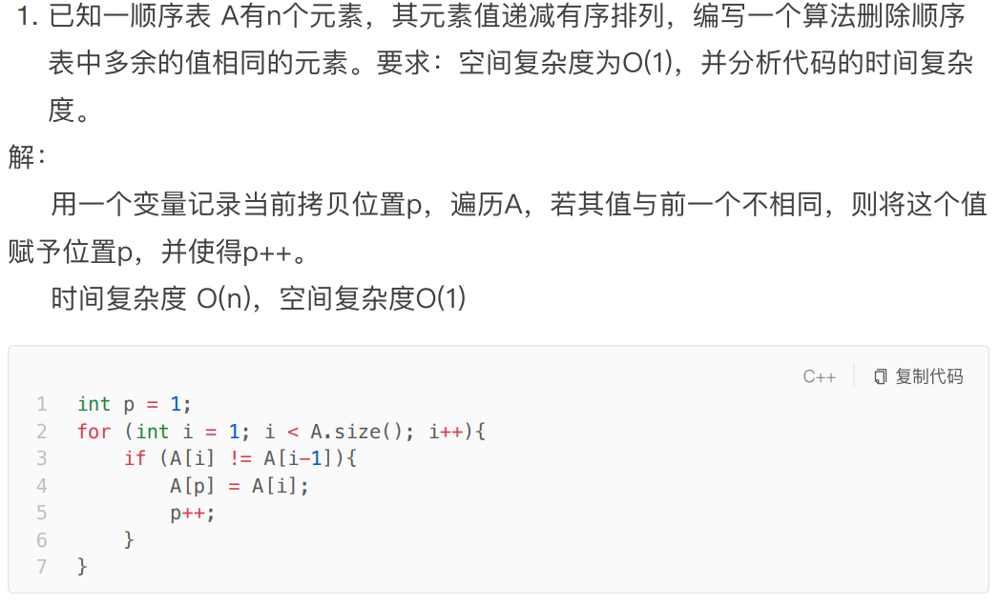 1. 已知一顺序表 A有n个元素，其元素值递减有序排列，编写一个算法删除顺序
表中多余的值相同的元素。要求：空间复杂度为O(1)，并分析代码的时间复杂
度。
解：
用一个变量记录当前拷贝位置p，遍历A，若其值与前一个不相同，则将这个值
赋予位置p，并使得p++。
时间复杂度 O(n)，空间复杂度O(1)
C++ 复制代码
1 int p = 1;
2 for (int i = 1; i < A.size(); i++){
3 if (A[i] != A[i-1]){
4 A[p] = A[i];
5 p++;
6 }
7 }